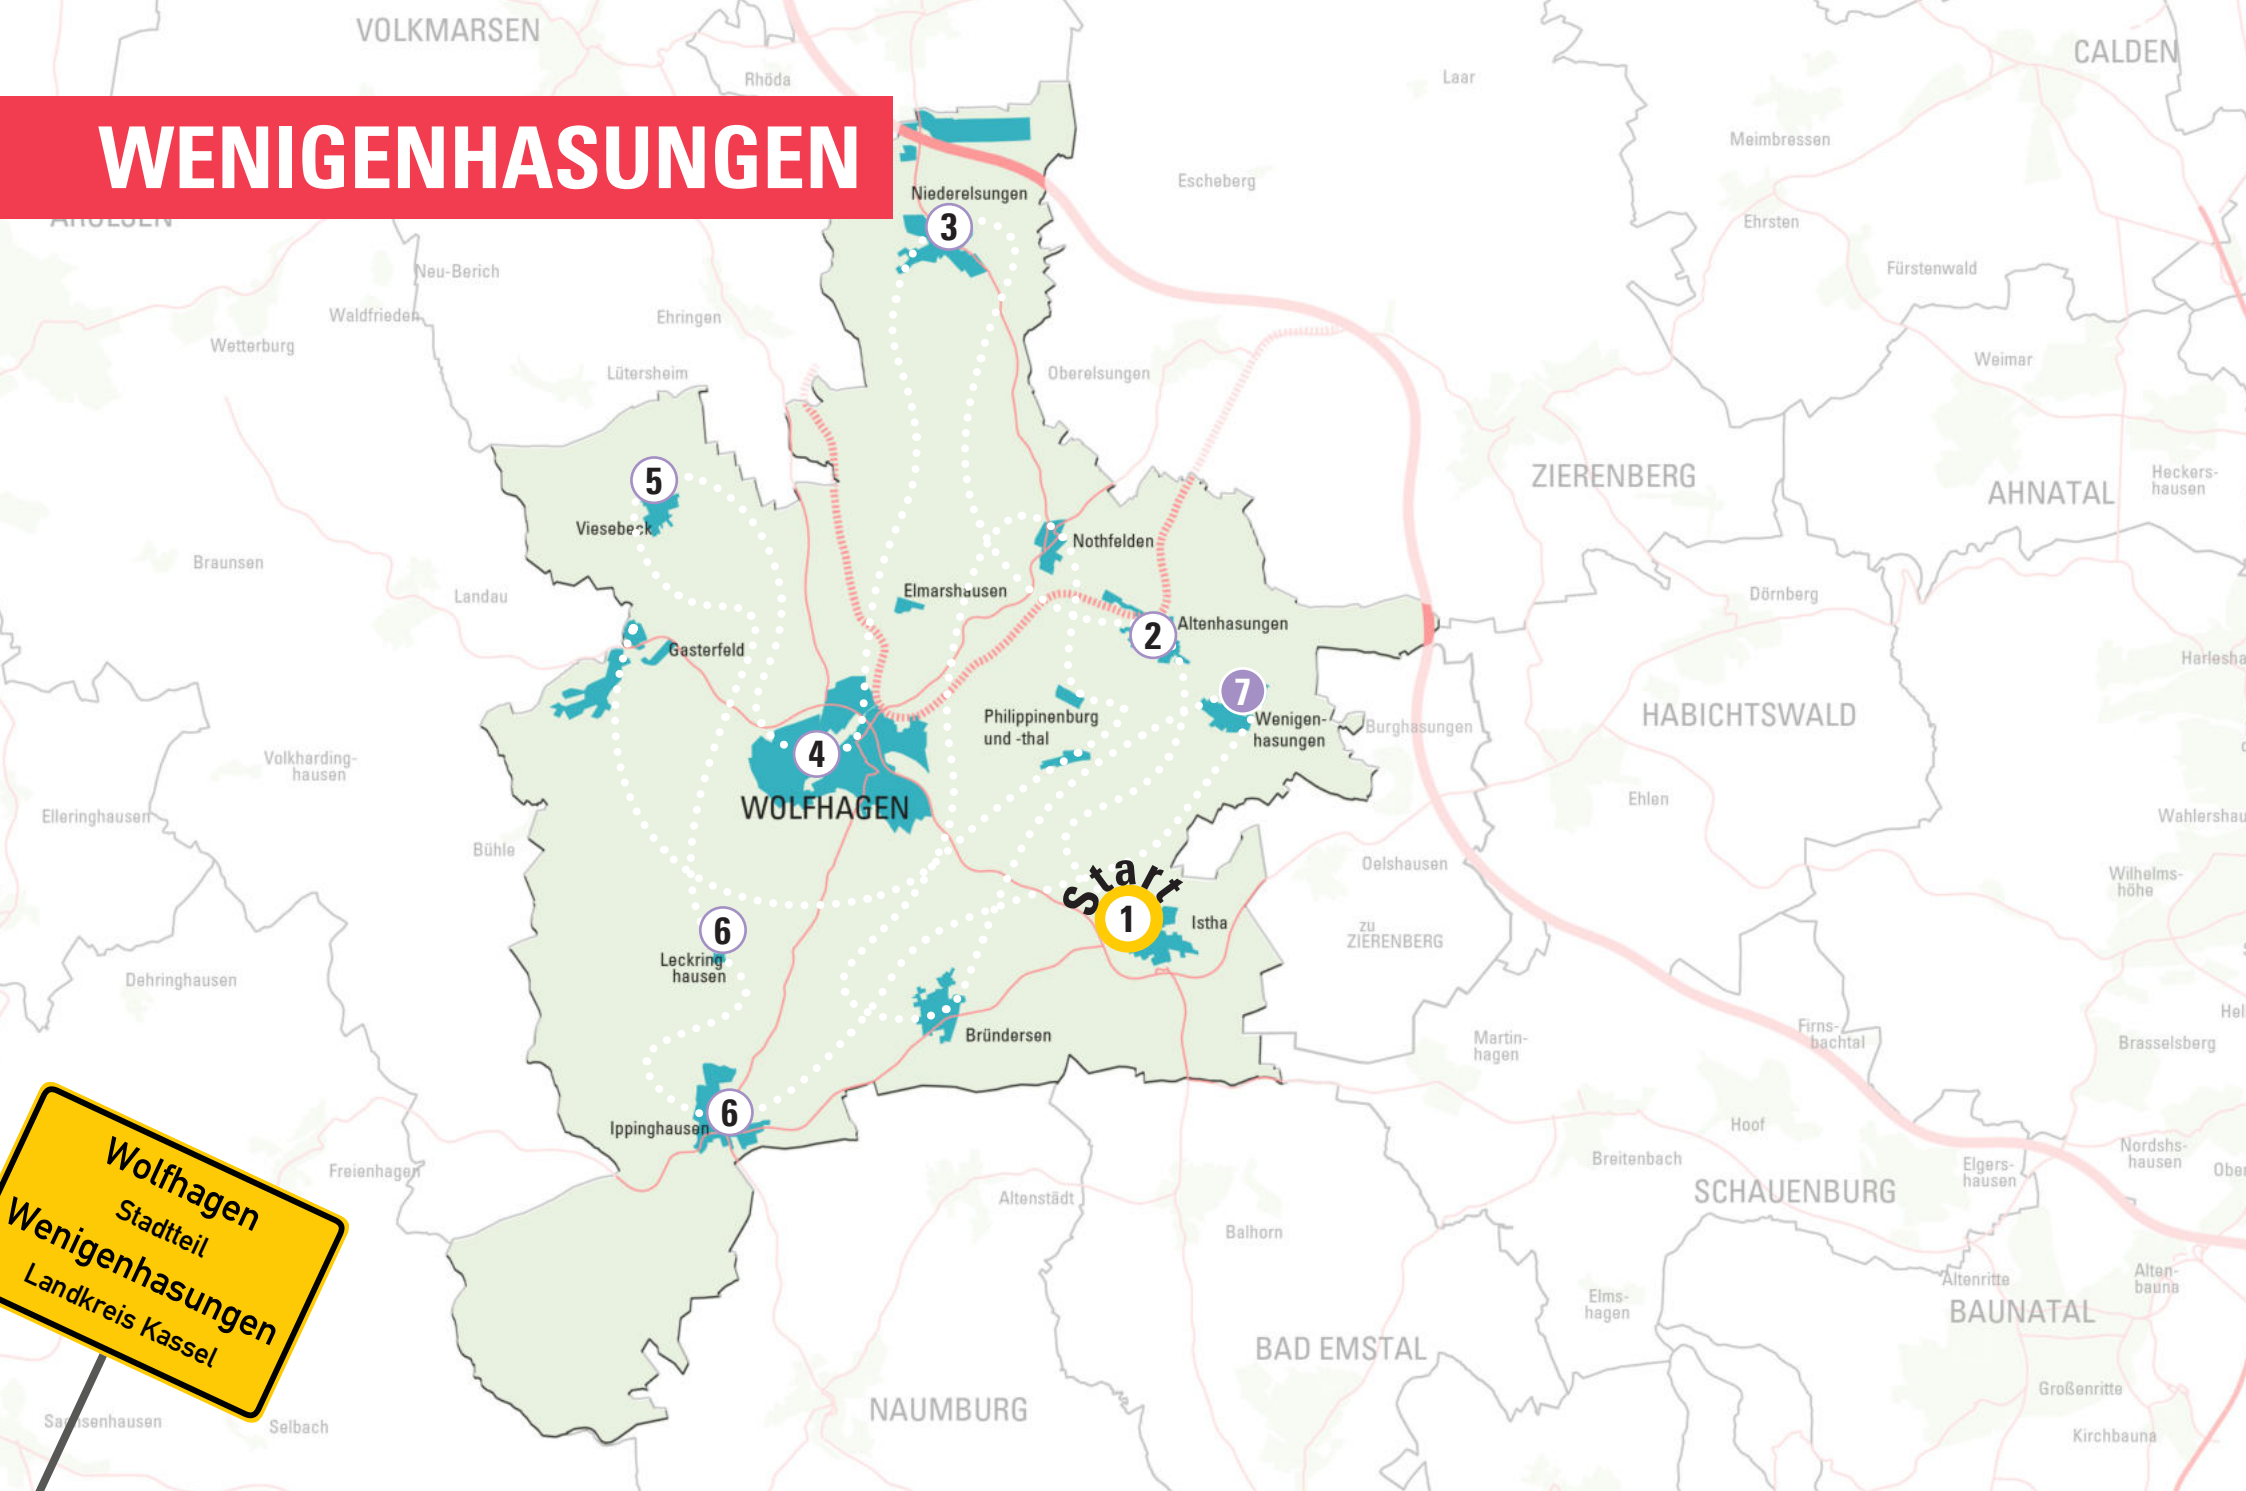 VOLKMARSEN
CALDEN
Rhöda
Laar
WENIGENHASUNGEN
Meimbressen
Escheberg
Niederelsungen
3
Ehrsten
Neu-Berich
Fürstenwald
Waldfrieden
Ehringen
Wetterburg
Lütersheim
Oberelsungen
Weimar
ZIERENBERG
AHNATAL
Heckers-
hausen
5
Viesebeck
Nothfelden
Braunsen
Landau
Elmarshausen
Dörnberg
2
Altenhasungen
Gasterfeld
7
Philippinenburg
und -thal
Wenigen-
hasungen
Burghasungen
HABICHTSWALD
Volkharding-
hausen
4
WOLFHAGEN
Ehlen
Elleringhausen
Bühle
Oelshausen
Start
1
Istha
Wilhelms-
höhe
zu
ZIERENBERG
6
Leckring
hausen
Dehringhausen
Bründersen
Martin-
hagen
Firns-
bachtal
Brasselsberg
6
Ippinghausen
Hoof
Breitenbach
Elgers-
hausen
Nordshs-
hausen
SCHAUENBURG
Freienhagen
Altenstädt
Balhorn
Wolfhagen
Stadtteil
Wenigenhasungen
Landkreis Kassel
Altenritte
Alten-
bauna
Elms-
hagen
BAUNATAL
BAD EMSTAL
Großenritte
NAUMBURG
Selbach
Kirchbauna